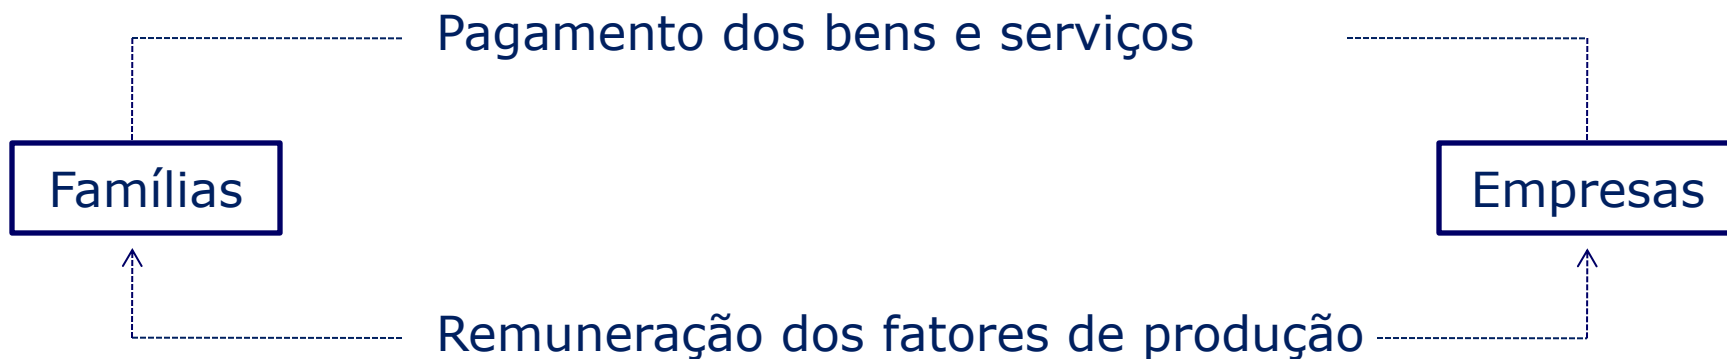 Pagamento dos bens e serviços
Famílias
Empresas
Remuneração dos fatores de produção